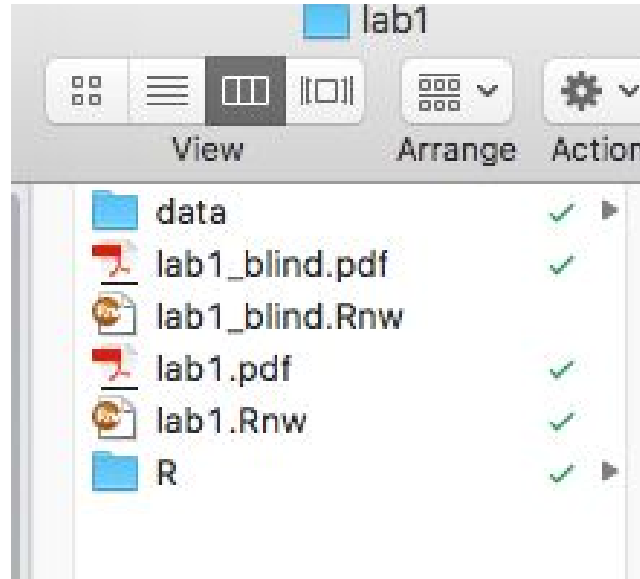 lab1
View Arrange Action
data
lab1_blind.pdf
lab1_blind.Rnw
lab1.pdf
lab1.Rnw
R